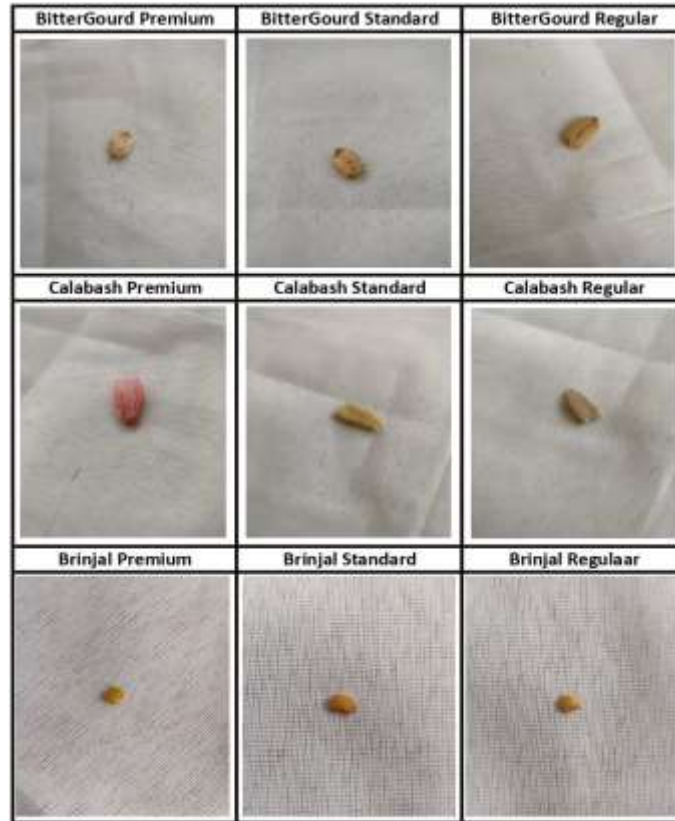 BitterGourd Premium
BitterGourd Standard
BitterGourd Regular
Calabash Premium
Calabash Standard
Calabash Regular
Brinjal Premium
Brinjal Standard
Brinjal Regulaar